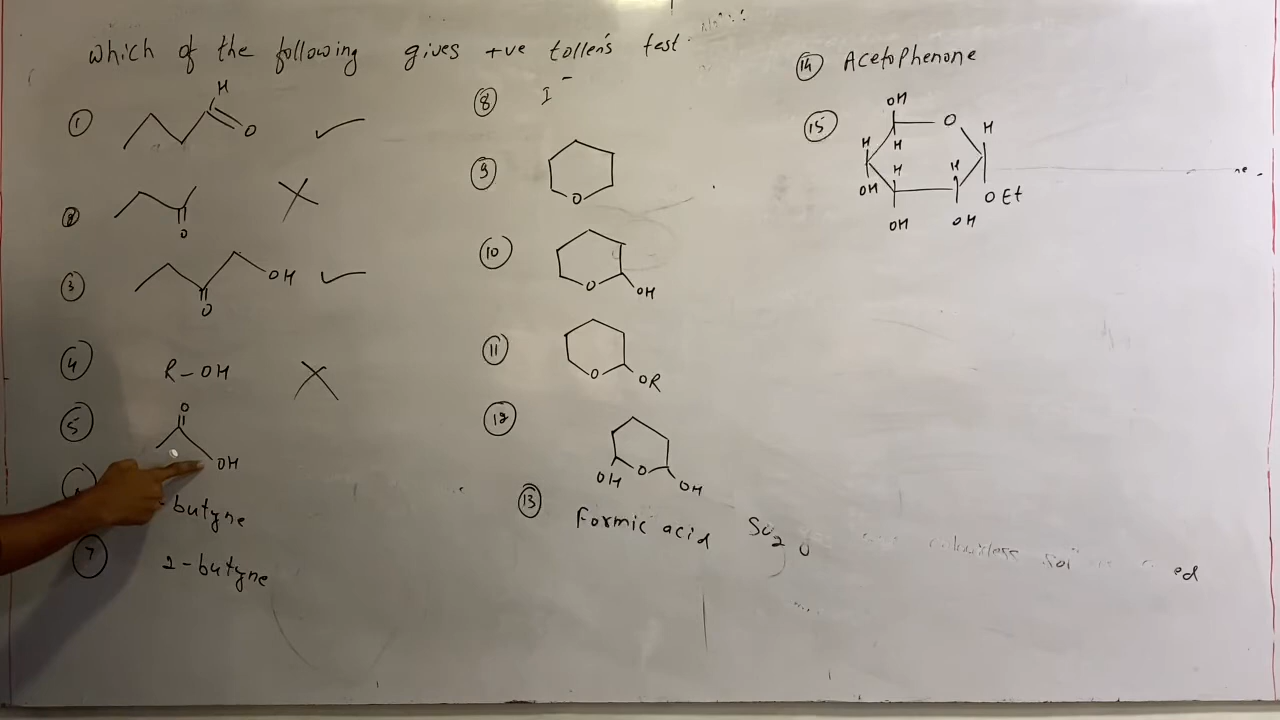 which of the following gives +ve tollen's test.
① H
O
② O
③ OH
O
④ R-OH
⑤ O
OH
-butyne
⑦ 2-butyne
⑧ I⁻
⑨ O
⑩ O
OH
⑪ O
OR
⑫ OH O OH
⑬ Formic acid
⑭ Acetophenone
⑮ OH
O
H H H
H H
OH OEt
OH OH